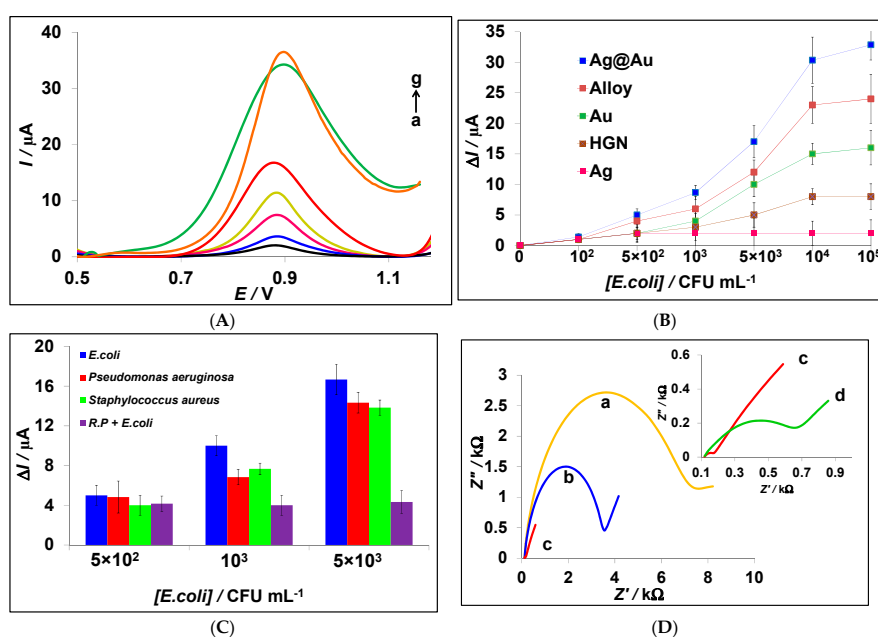 40
30
20
10
0
I / µA
g
a
0.5 0.7 0.9 1.1
E / V
(A)
35
30
25
20
15
10
5
0
ΔI / µA
Ag@Au
Alloy
Au
HGN
Ag
0 10² 5×10² 10³ 5×10³ 10⁴ 10⁵
[E.coli] / CFU mL⁻¹
(B)
20
16
12
8
4
0
ΔI / µA
E.coli
Pseudomonas aeruginosa
Staphylococcus aureus
R.P + E.coli
5×10² 10³ 5×10³
[E.coli] / CFU mL⁻¹
(C)
3
2.5
2
1.5
1
0.5
0
Z″ / kΩ
a
b
c
0 2 4 6 8 10
Z′ / kΩ
0.6
0.4
0.2
0
Z″ / kΩ
c
d
0.1 0.3 0.5 0.7 0.9
Z′ / kΩ
(D)